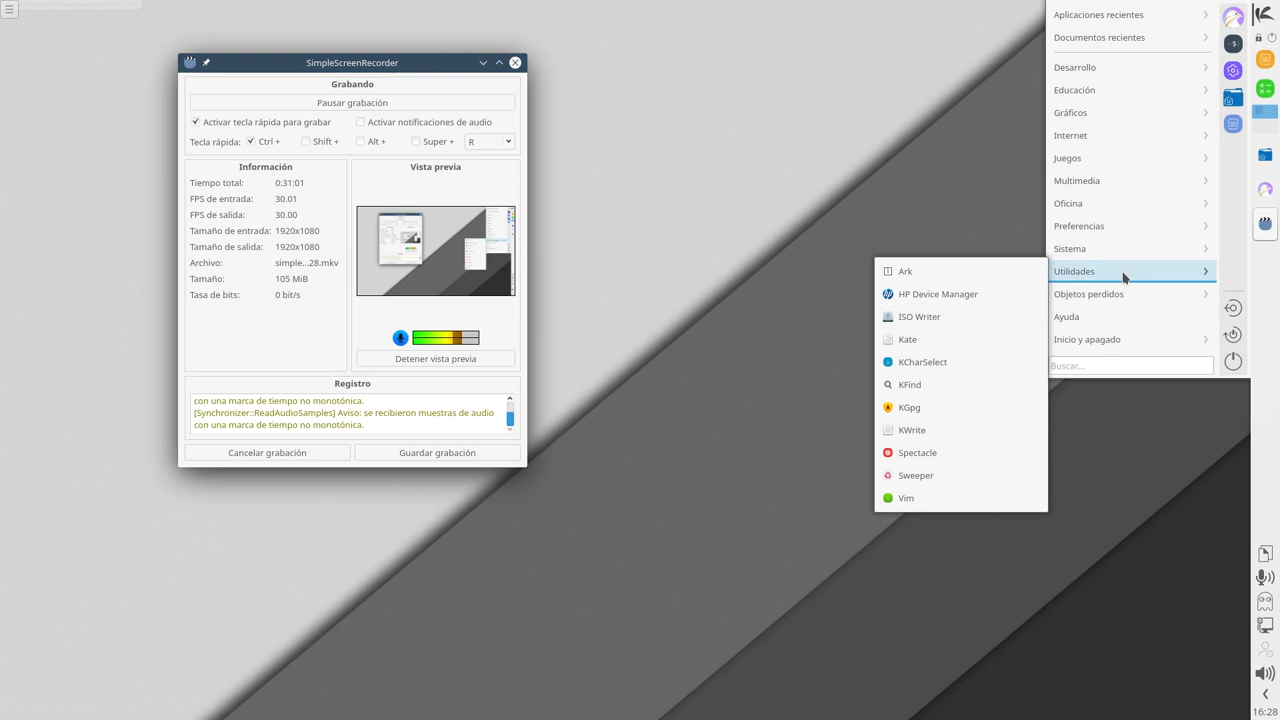 SimpleScreenRecorder
Grabando
Pausar grabación
Activar tecla rápida para grabar
Activar notificaciones de audio
Tecla rápida: Ctrl + Shift + Alt + Super + R
Información
Tiempo total: 0:31:01
FPS de entrada: 30.01
FPS de salida: 30.00
Tamaño de entrada: 1920x1080
Tamaño de salida: 1920x1080
Archivo: simple...28.mkv
Tamaño: 105 MiB
Tasa de bits: 0 bit/s
Vista previa
Detener vista previa
Registro
con una marca de tiempo no monotónica.
[Synchronizer::ReadAudioSamples] Aviso: se recibieron muestras de audio
con una marca de tiempo no monotónica.
Cancelar grabación
Guardar grabación
Ark
HP Device Manager
ISO Writer
Kate
KCharSelect
KFind
KGpg
KWrite
Spectacle
Sweeper
Vim
Aplicaciones recientes
Documentos recientes
Desarrollo
Educación
Gráficos
Internet
Juegos
Multimedia
Oficina
Preferencias
Sistema
Utilidades
Objetos perdidos
Ayuda
Inicio y apagado
Buscar...
16:28